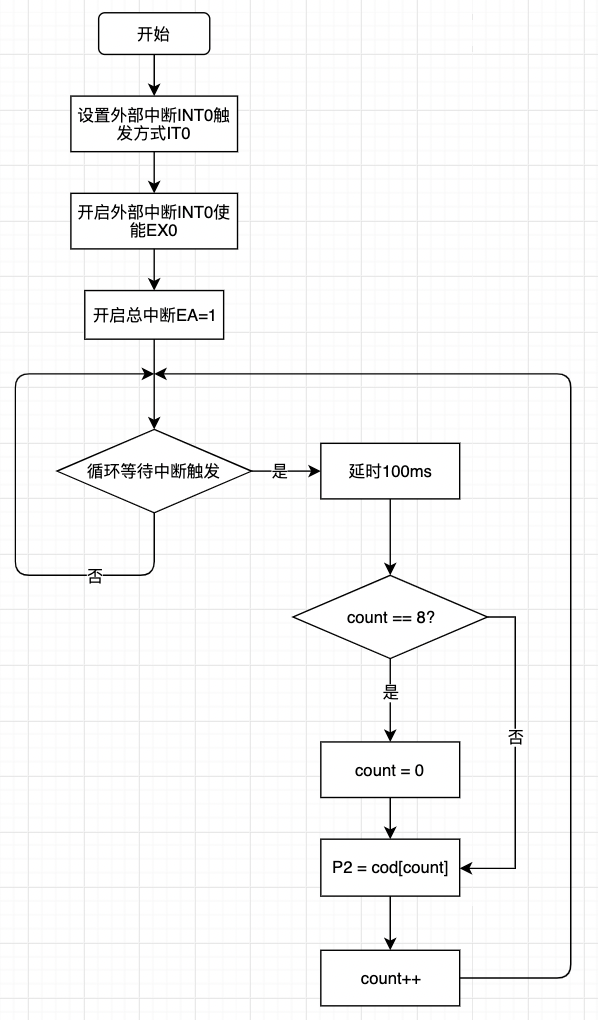 开始
设置外部中断INT0触
发方式IT0
开启外部中断INT0使
能EX0
开启总中断EA=1
循环等待中断触发
是
延时100ms
否
count == 8?
是
否
count = 0
P2 = cod[count]
count++